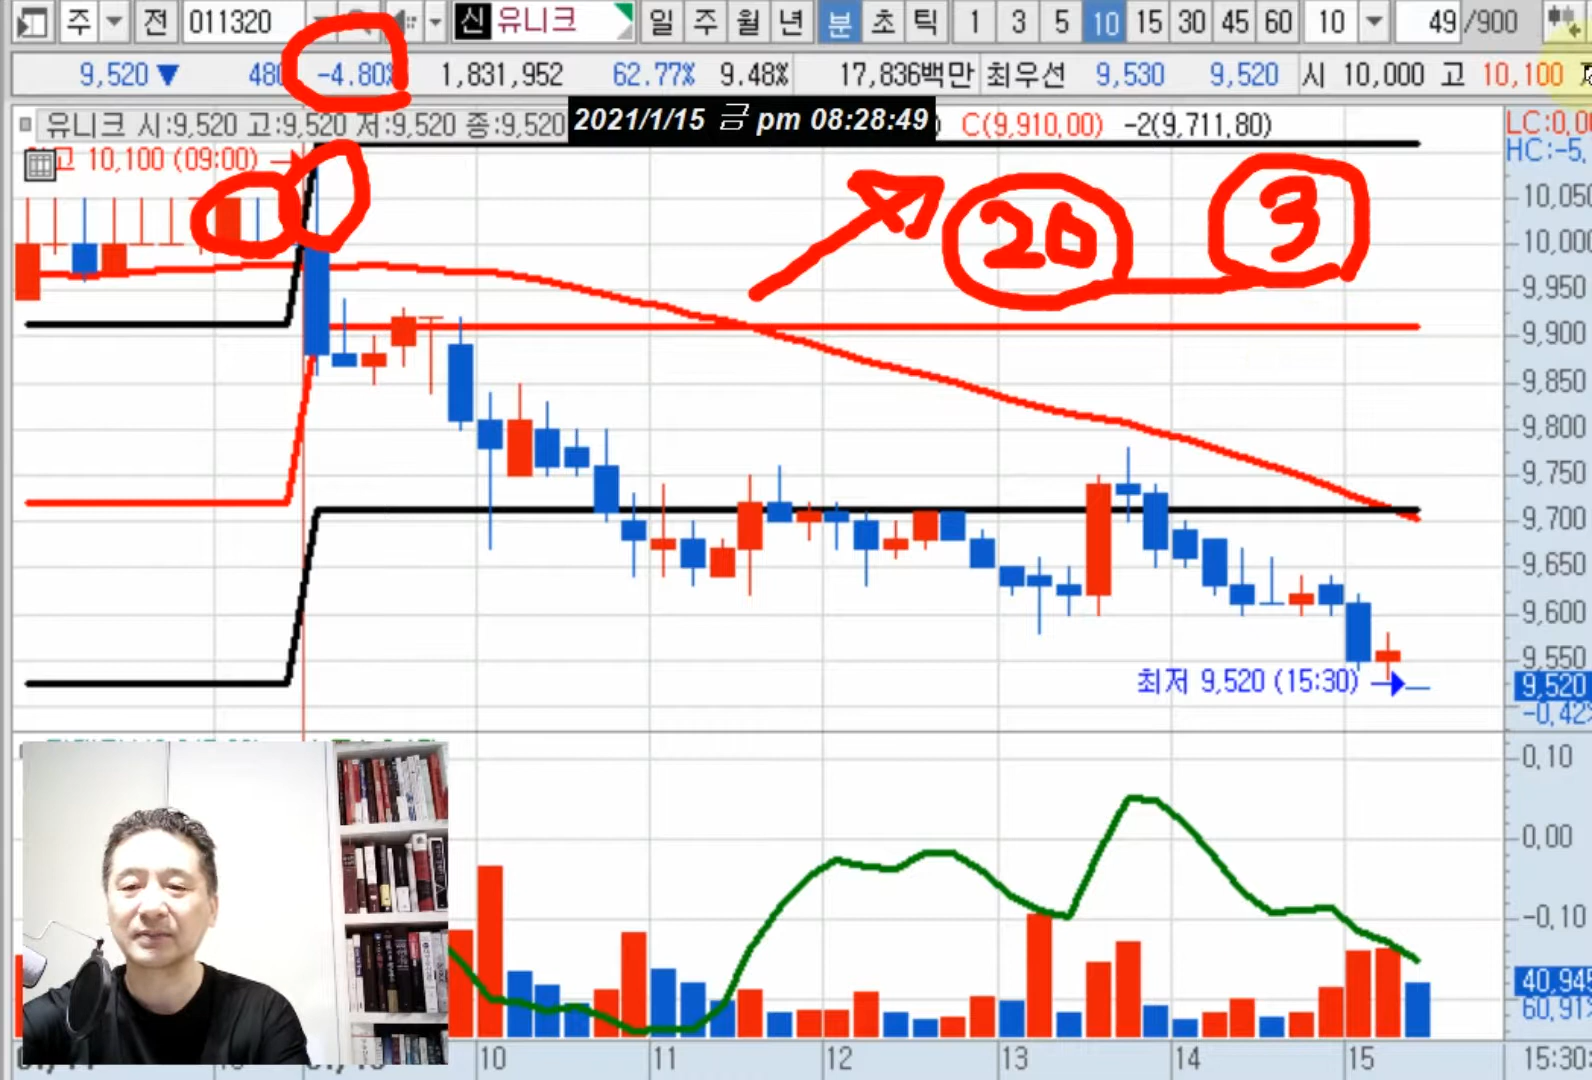 주 전 011320 신 유니크 일 주 월 년 분 초 틱 1 3 5 10 15 30 45 60 10 49 /900
9,520 ▼ 480 -4.80% 1,831,952 62.77% 9.48% 17,836백만 최우선 9,530 9,520 시 10,000 고 10,100
유니크 시:9,520 고:9,520 저:9,520 종:9,520
2021/1/15 금 pm 08:28:49
C(9,910,00) -2(9,711,80)
LC:0,0
HC:-5,
고 10,100 (09:00)
20
3
10,050
10,000
9,950
9,900
9,850
9,800
9,750
9,700
9,650
9,600
9,550
최저 9,520 (15:30)
9,520
-0,42%
0,10
0,00
-0,10
40,945
60,91%
10 11 12 13 14 15 15:30: